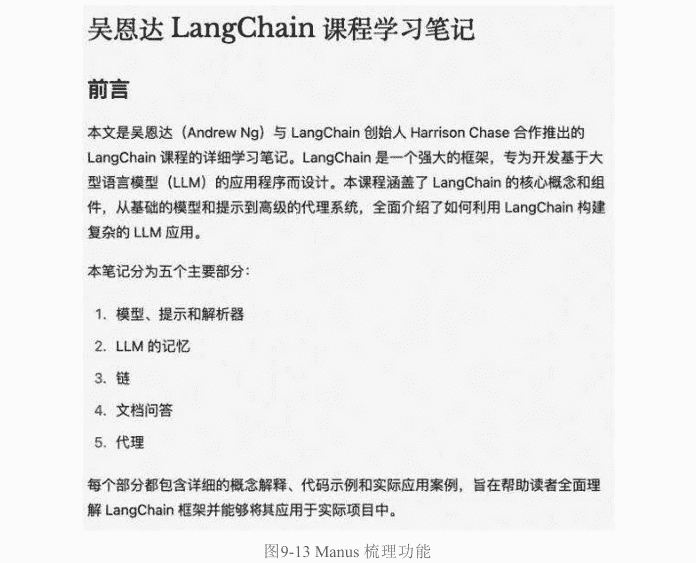 吴恩达 LangChain 课程学习笔记
前言
本文是吴恩达（Andrew Ng）与 LangChain 创始人 Harrison Chase 合作推出的
LangChain 课程的详细学习笔记。LangChain 是一个强大的框架，专为开发基于大
型语言模型（LLM）的应用程序而设计。本课程涵盖了 LangChain 的核心概念和组
件，从基础的模型和提示到高级的代理系统，全面介绍了如何利用 LangChain 构建
复杂的 LLM 应用。
本笔记分为五个主要部分：
1. 模型、提示和解析器
2. LLM 的记忆
3. 链
4. 文档问答
5. 代理
每个部分都包含详细的概念解释、代码示例和实际应用案例，旨在帮助读者全面理
解 LangChain 框架并能够将其应用于实际项目中。
图9-13 Manus 梳理功能